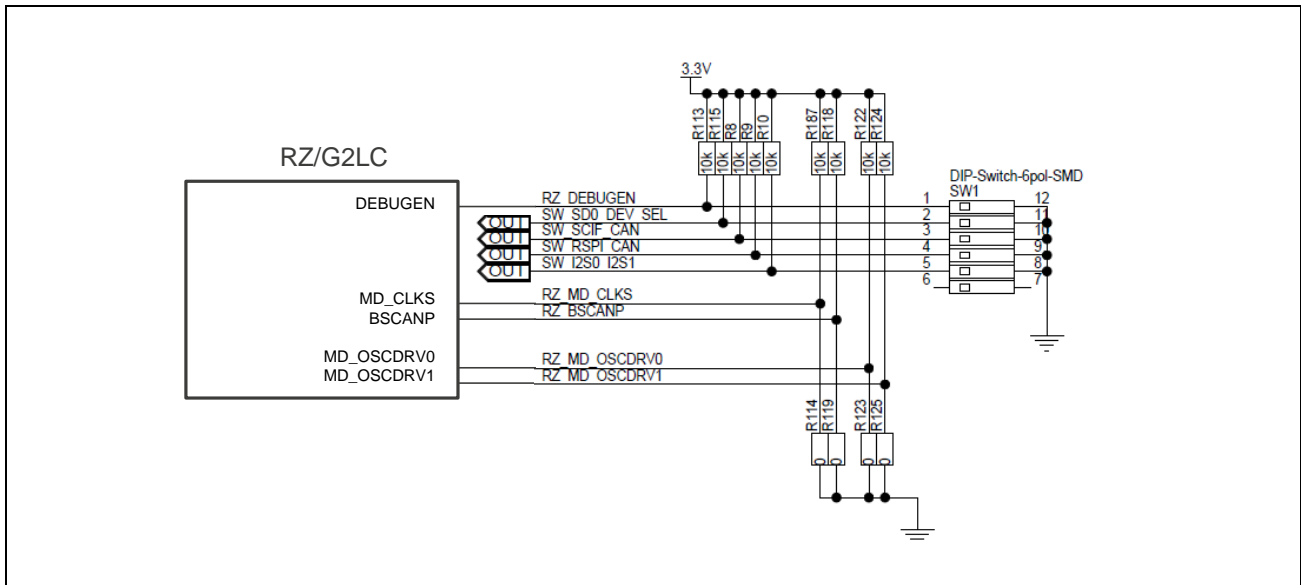 3.3V
R113
R115
R8
R9
R10
R187
R118
R122
R124
10k
10k
10k
10k
10k
10k
10k
10k
10k
RZ/G2LC
DIP-Switch-6pol-SMD
SW1
DEBUGEN
RZ_DEBUGEN
1
12
OUT
SW_SD0_DEV_SEL
2
11
OUT
SW_SCIF_CAN
3
10
OUT
SW_RSPI_CAN
4
9
OUT
SW_I2S0_I2S1
5
8
6
7
MD_CLKS
RZ_MD_CLKS
BSCANP
RZ_BSCANP
MD_OSCDRV0
RZ_MD_OSCDRV0
MD_OSCDRV1
RZ_MD_OSCDRV1
R114
R119
R123
R125
0
0
0
0